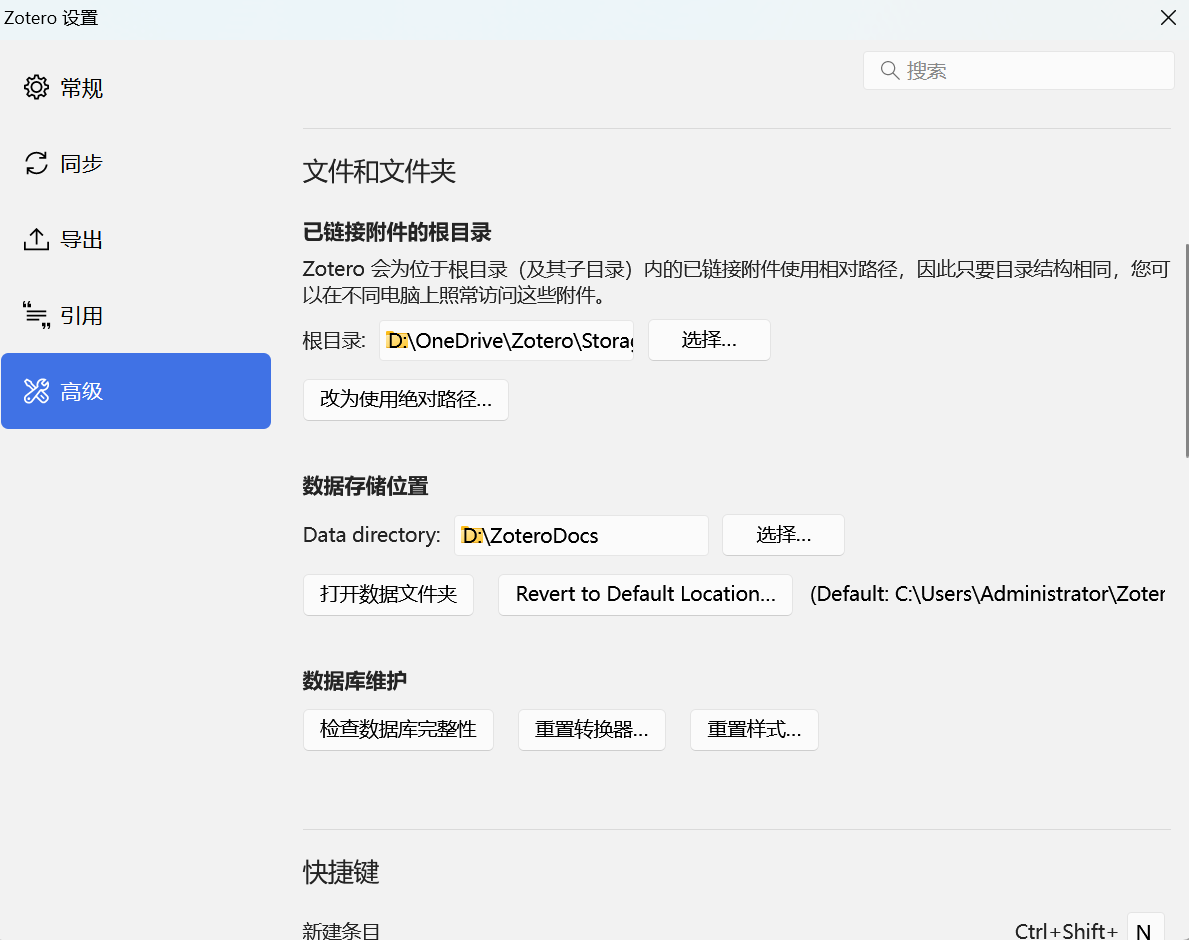 Zotero 设置
常规
搜索
同步
文件和文件夹
导出
已链接附件的根目录
Zotero 会为位于根目录（及其子目录）内的已链接附件使用相对路径，因此只要目录结构相同，您可
以在不同电脑上照常访问这些附件。
引用
根目录: D:\OneDrive\Zotero\Storag 选择...
高级
改为使用绝对路径...
数据存储位置
Data directory: D:\ZoteroDocs 选择...
打开数据文件夹 Revert to Default Location... (Default: C:\Users\Administrator\Zoter
数据库维护
检查数据库完整性 重置转换器... 重置样式...
快捷键
新建条目 Ctrl+Shift+ N